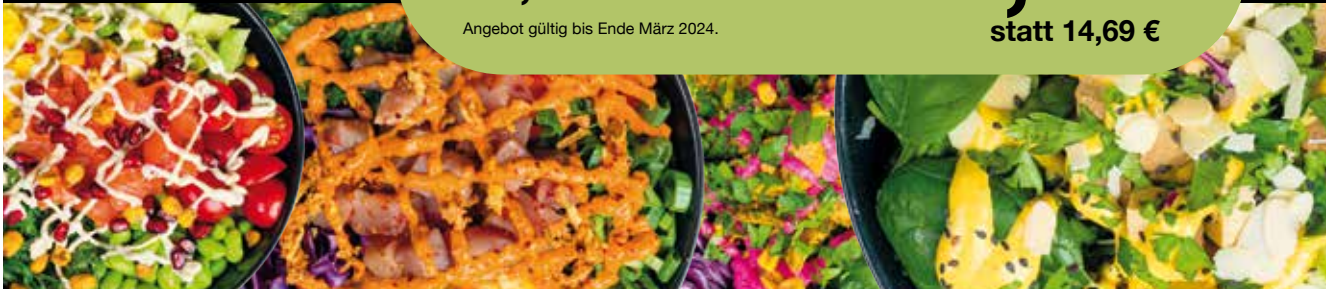 Angebot gültig bis Ende März 2024.
statt 14,69 €